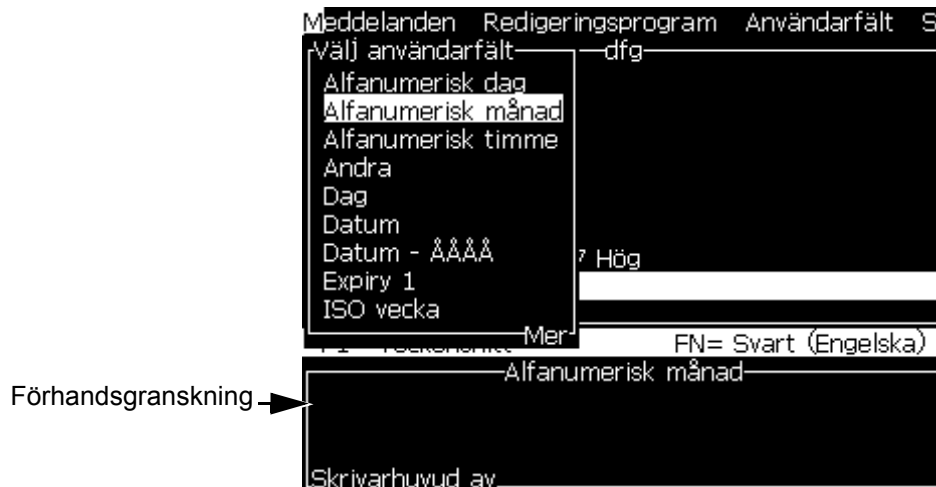 Meddelanden Redigeringsprogram Användarfält S
Välj användarfält dfg
Alfanumerisk dag
Alfanumerisk månad
Alfanumerisk timme
Andra
Dag
Datum
Datum - ÅÅÅÅ
7 Hög
Expiry 1
ISO vecka
Mer
FN= Svart (Engelska)
Alfanumerisk månad
Förhandsgranskning
Skrivarhuvud av